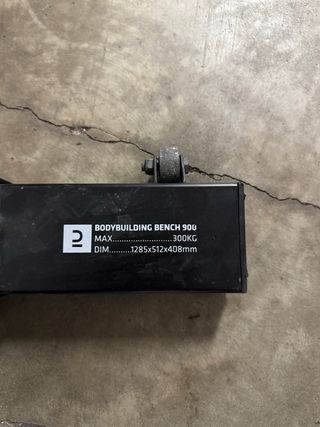 BODYBUILDING BENCH 900
MAX...........................300KG
DIM..........1285x512x408mm